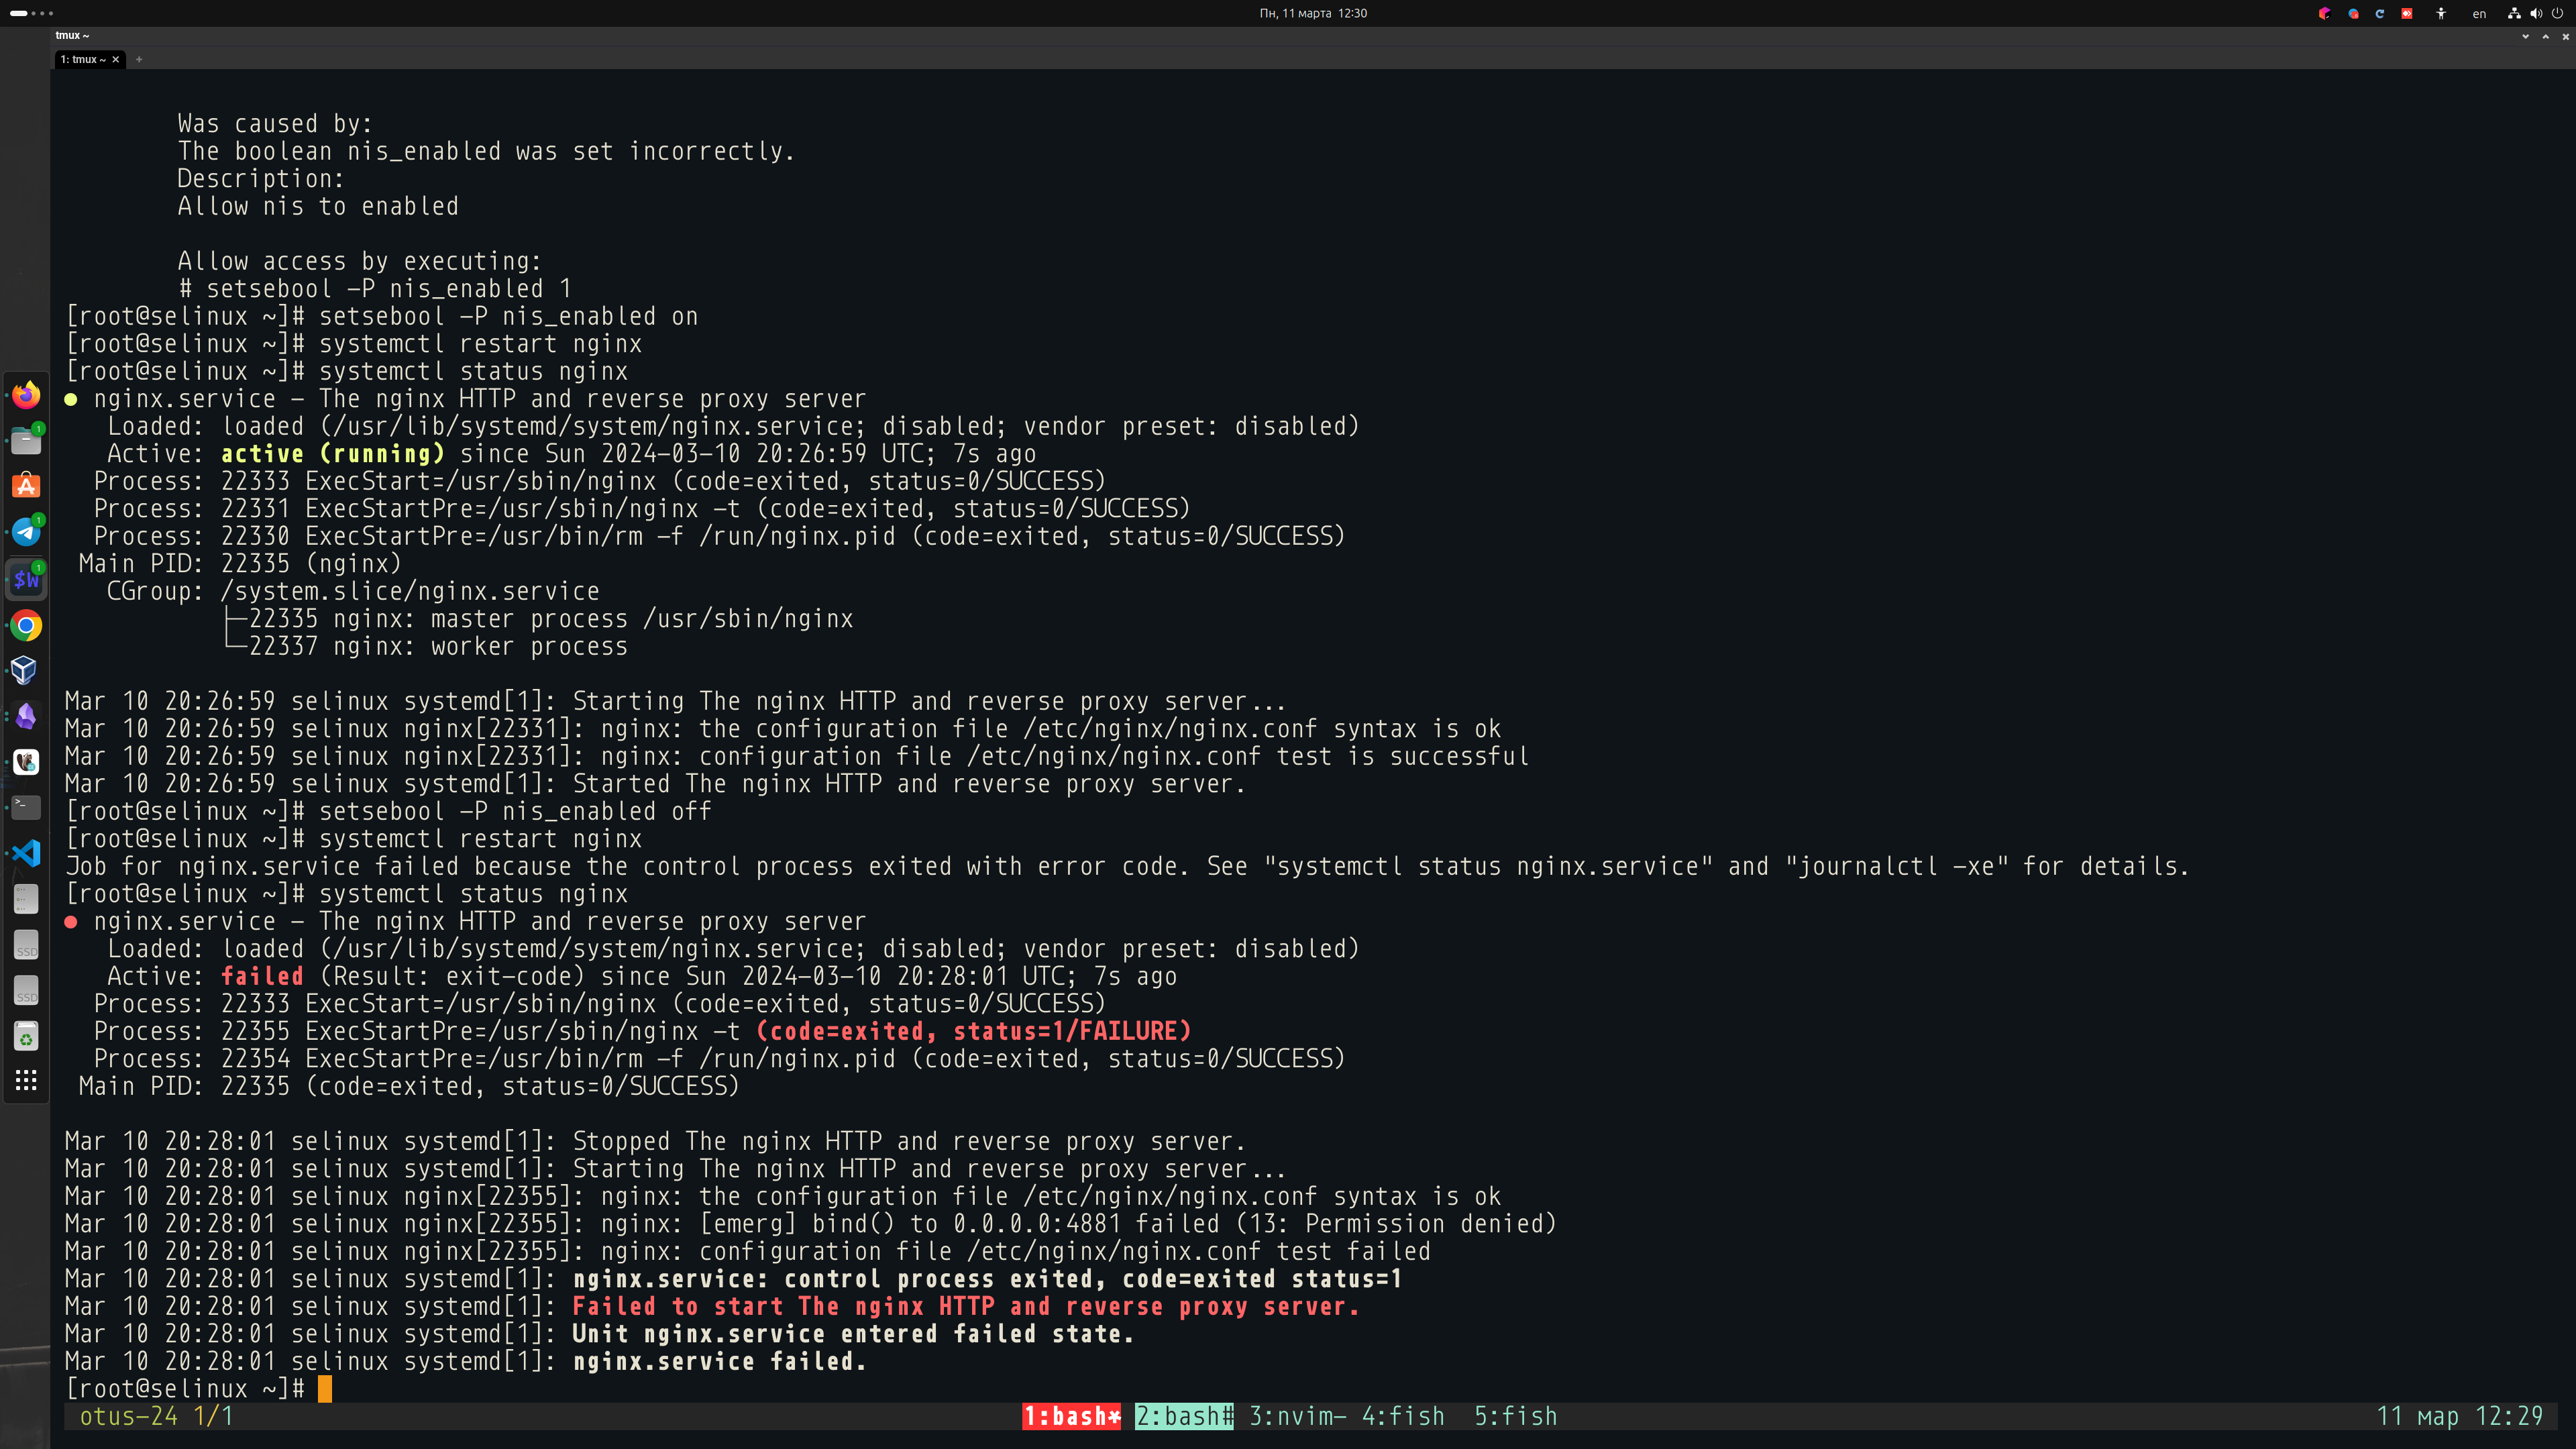 Пн, 11 марта 12:30
en
tmux ~
1: tmux ~ × +
Was caused by:
The boolean nis_enabled was set incorrectly.
Description:
Allow nis to enabled
Allow access by executing:
# setsebool -P nis_enabled 1
[root@selinux ~]# setsebool -P nis_enabled on
[root@selinux ~]# systemctl restart nginx
[root@selinux ~]# systemctl status nginx
● nginx.service - The nginx HTTP and reverse proxy server
Loaded: loaded (/usr/lib/systemd/system/nginx.service; disabled; vendor preset: disabled)
Active: active (running) since Sun 2024-03-10 20:26:59 UTC; 7s ago
Process: 22333 ExecStart=/usr/sbin/nginx (code=exited, status=0/SUCCESS)
Process: 22331 ExecStartPre=/usr/sbin/nginx -t (code=exited, status=0/SUCCESS)
Process: 22330 ExecStartPre=/usr/bin/rm -f /run/nginx.pid (code=exited, status=0/SUCCESS)
Main PID: 22335 (nginx)
CGroup: /system.slice/nginx.service
├─22335 nginx: master process /usr/sbin/nginx
└─22337 nginx: worker process
Mar 10 20:26:59 selinux systemd[1]: Starting The nginx HTTP and reverse proxy server...
Mar 10 20:26:59 selinux nginx[22331]: nginx: the configuration file /etc/nginx/nginx.conf syntax is ok
Mar 10 20:26:59 selinux nginx[22331]: nginx: configuration file /etc/nginx/nginx.conf test is successful
Mar 10 20:26:59 selinux systemd[1]: Started The nginx HTTP and reverse proxy server.
[root@selinux ~]# setsebool -P nis_enabled off
[root@selinux ~]# systemctl restart nginx
Job for nginx.service failed because the control process exited with error code. See "systemctl status nginx.service" and "journalctl -xe" for details.
[root@selinux ~]# systemctl status nginx
● nginx.service - The nginx HTTP and reverse proxy server
Loaded: loaded (/usr/lib/systemd/system/nginx.service; disabled; vendor preset: disabled)
Active: failed (Result: exit-code) since Sun 2024-03-10 20:28:01 UTC; 7s ago
Process: 22333 ExecStart=/usr/sbin/nginx (code=exited, status=0/SUCCESS)
Process: 22355 ExecStartPre=/usr/sbin/nginx -t (code=exited, status=1/FAILURE)
Process: 22354 ExecStartPre=/usr/bin/rm -f /run/nginx.pid (code=exited, status=0/SUCCESS)
Main PID: 22335 (code=exited, status=0/SUCCESS)
Mar 10 20:28:01 selinux systemd[1]: Stopped The nginx HTTP and reverse proxy server.
Mar 10 20:28:01 selinux systemd[1]: Starting The nginx HTTP and reverse proxy server...
Mar 10 20:28:01 selinux nginx[22355]: nginx: the configuration file /etc/nginx/nginx.conf syntax is ok
Mar 10 20:28:01 selinux nginx[22355]: nginx: [emerg] bind() to 0.0.0.0:4881 failed (13: Permission denied)
Mar 10 20:28:01 selinux nginx[22355]: nginx: configuration file /etc/nginx/nginx.conf test failed
Mar 10 20:28:01 selinux systemd[1]: nginx.service: control process exited, code=exited status=1
Mar 10 20:28:01 selinux systemd[1]: Failed to start The nginx HTTP and reverse proxy server.
Mar 10 20:28:01 selinux systemd[1]: Unit nginx.service entered failed state.
Mar 10 20:28:01 selinux systemd[1]: nginx.service failed.
[root@selinux ~]#
otus-24 1/1 1:bash* 2:bash# 3:nvim- 4:fish 5:fish 11 мар 12:29
1
1
$W 1
>_
SSD
SSD